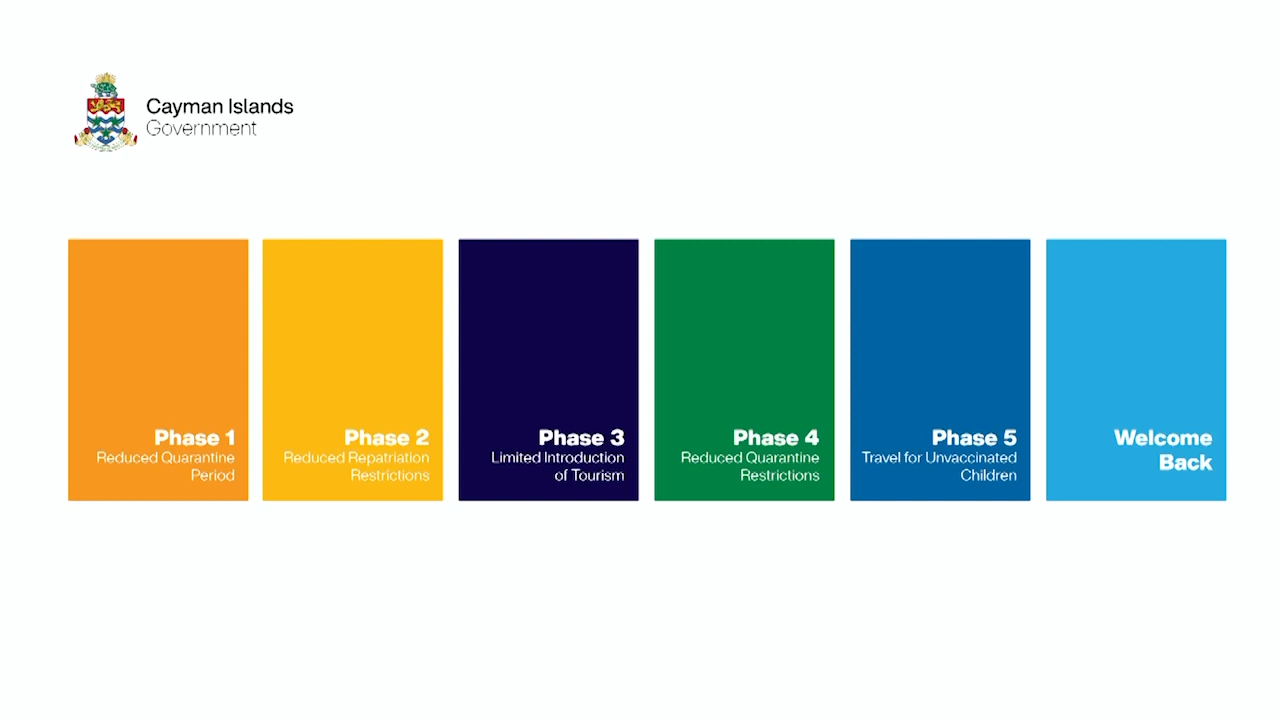 Cayman Islands
Government
Phase 1
Reduced Quarantine
Period
Phase 2
Reduced Repatriation
Restrictions
Phase 3
Limited Introduction
of Tourism
Phase 4
Reduced Quarantine
Restrictions
Phase 5
Travel for Unvaccinated
Children
Welcome
Back